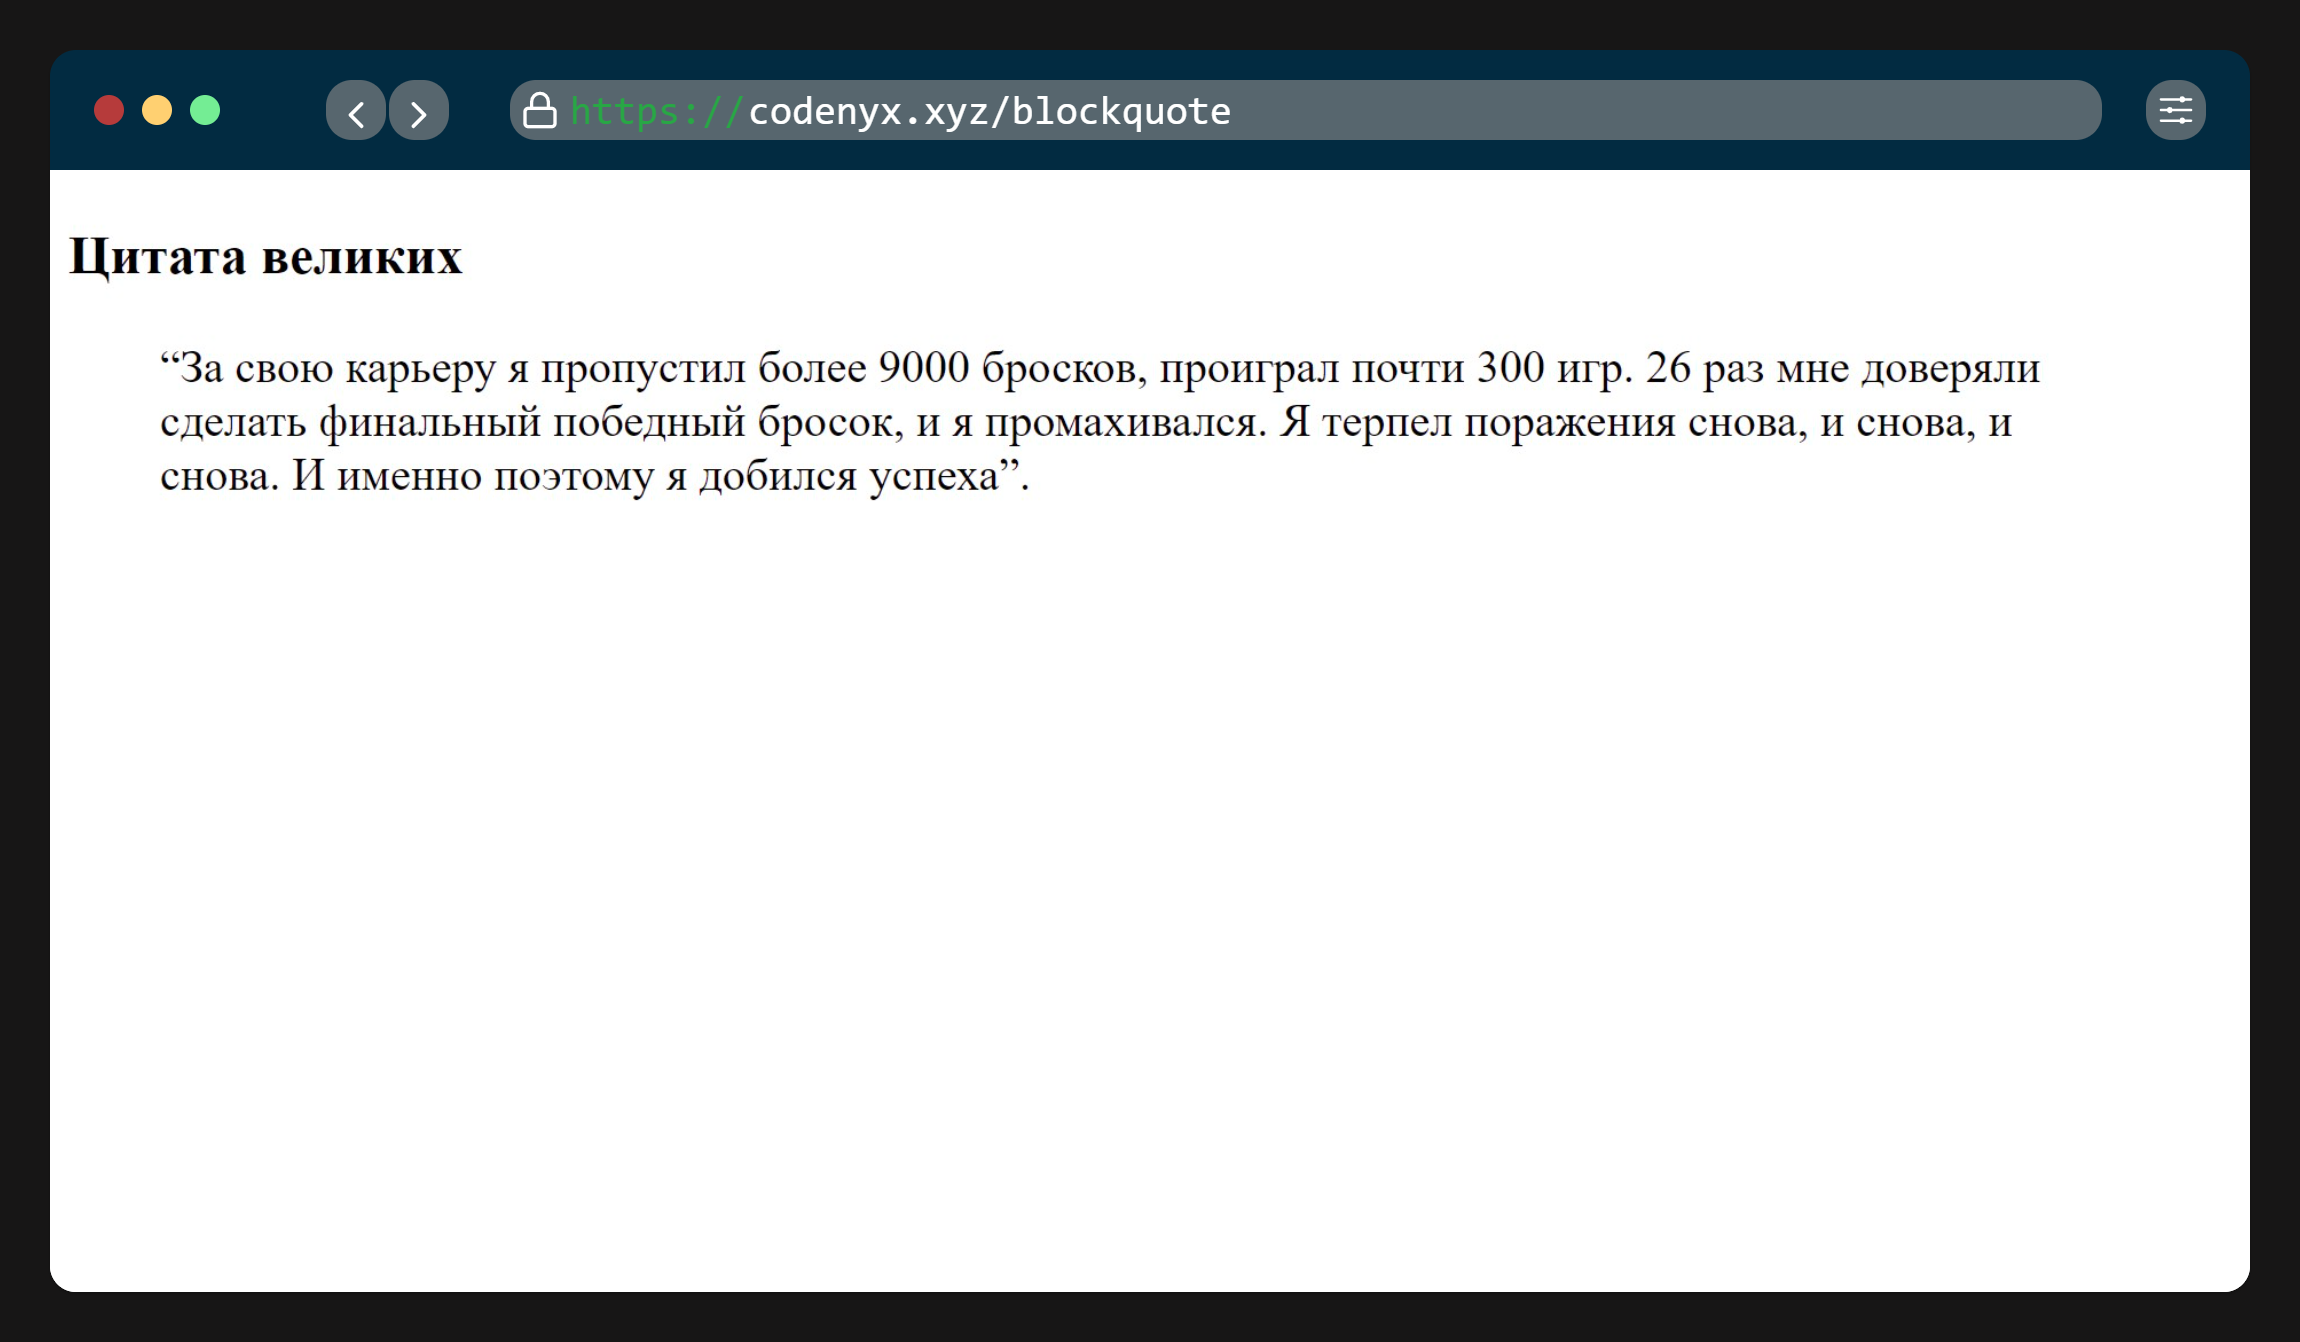 https://codenyx.xyz/blockquote
Цитата великих
“За свою карьеру я пропустил более 9000 бросков, проиграл почти 300 игр. 26 раз мне доверяли
сделать финальный победный бросок, и я промахивался. Я терпел поражения снова, и снова, и
снова. И именно поэтому я добился успеха”.